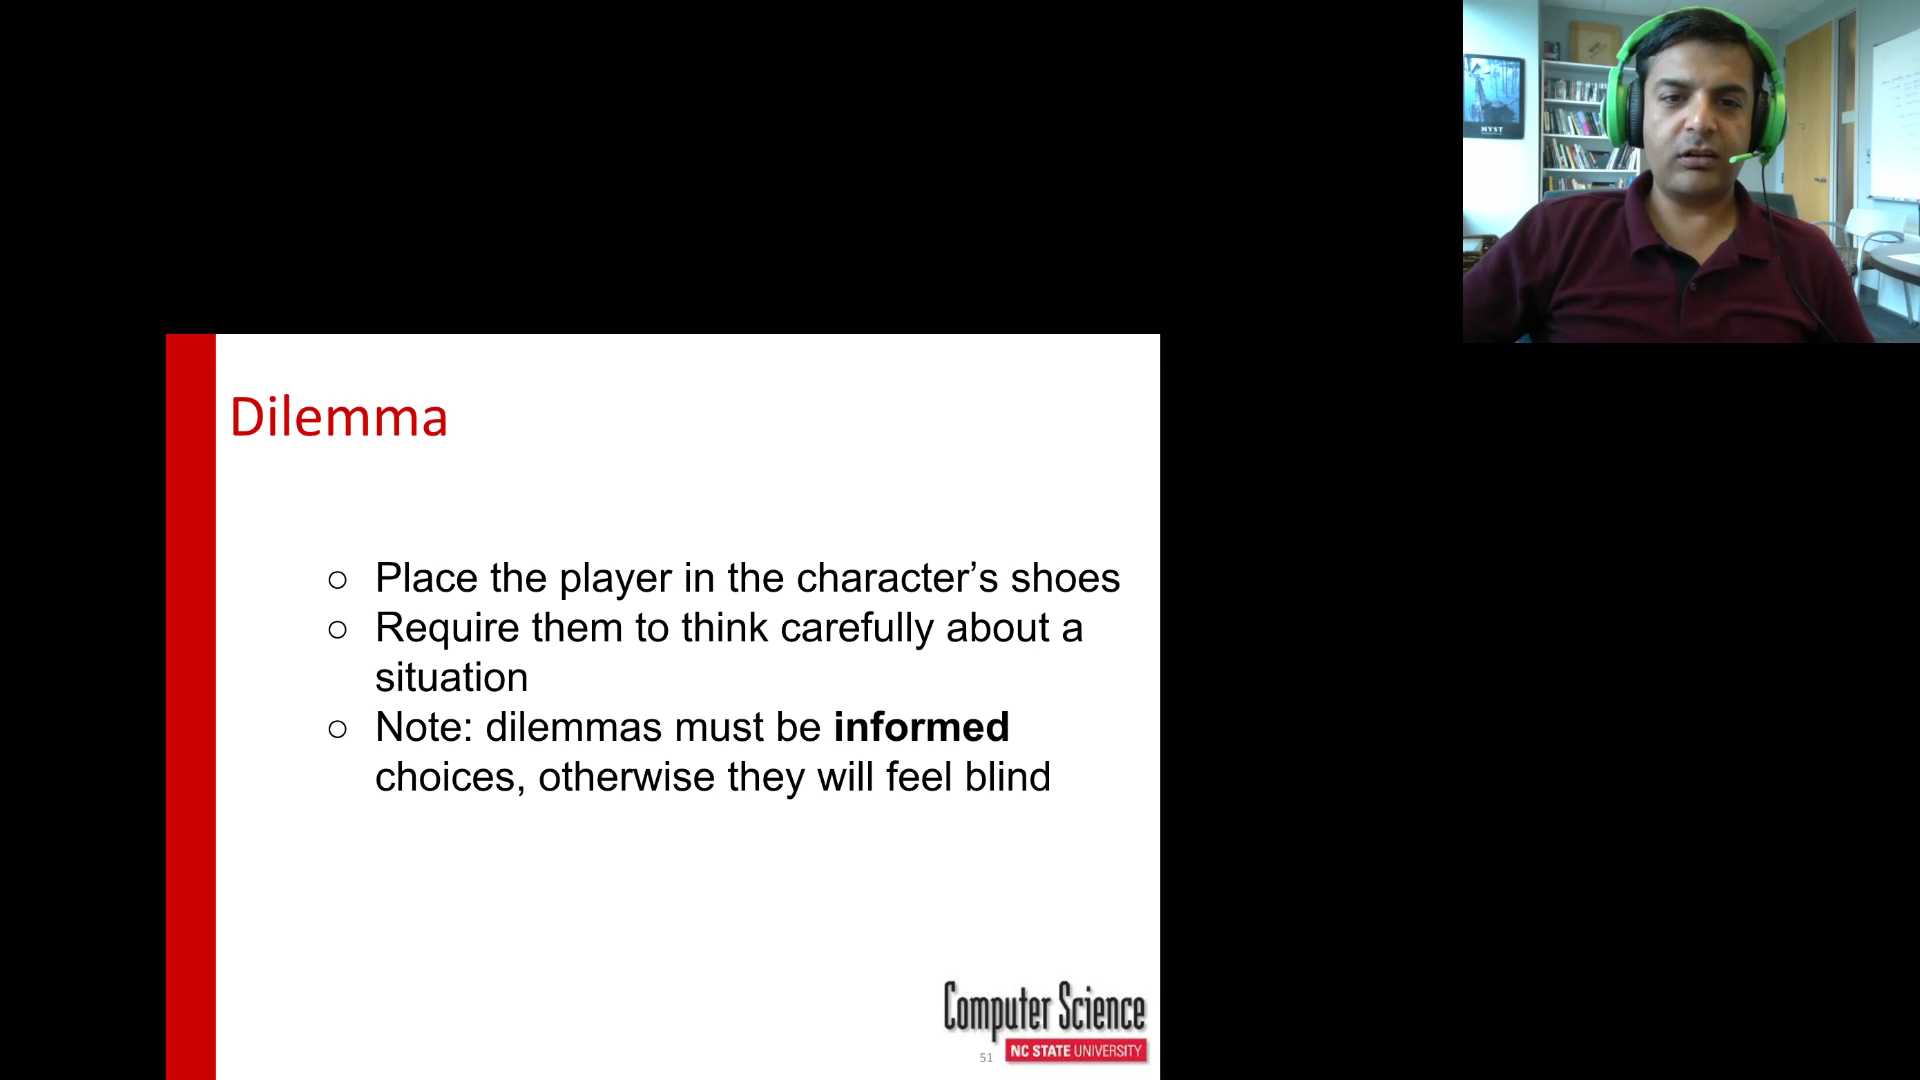 MYST
Dilemma
○ Place the player in the character’s shoes
○ Require them to think carefully about a
situation
○ Note: dilemmas must be informed
choices, otherwise they will feel blind
Computer Science
NC STATE UNIVERSITY
51